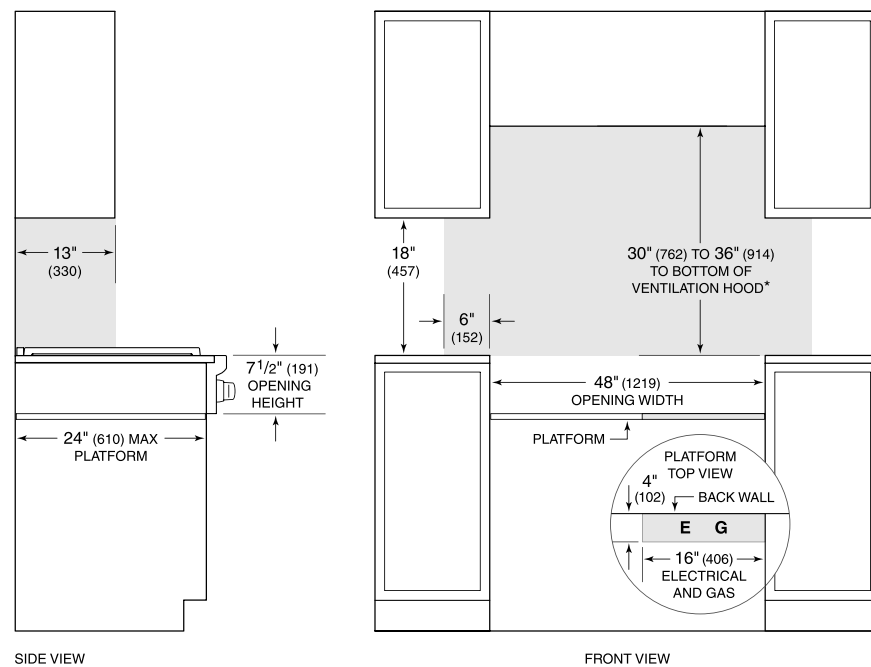 13"
(330)
7 1/2" (191)
OPENING
HEIGHT
24" (610) MAX
PLATFORM
SIDE VIEW
18"
(457)
6"
(152)
30" (762) TO 36" (914)
TO BOTTOM OF
VENTILATION HOOD*
48" (1219)
OPENING WIDTH
PLATFORM
PLATFORM
TOP VIEW
4"
(102)
BACK WALL
E G
16" (406)
ELECTRICAL
AND GAS
FRONT VIEW